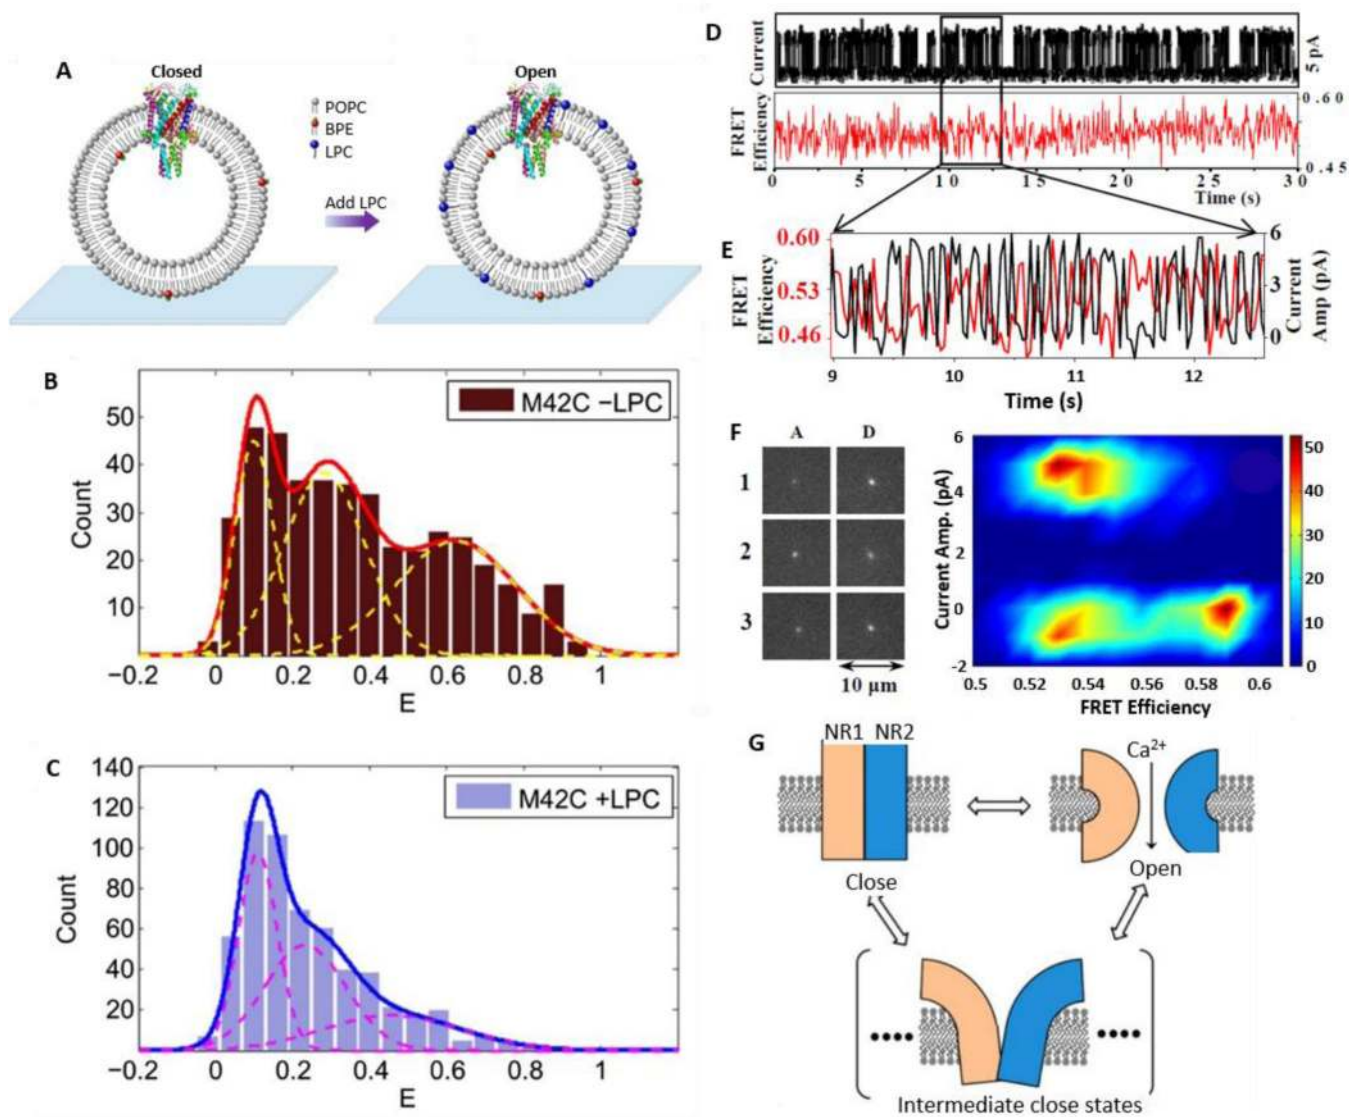 A
Closed
Open
POPC
BPE
LPC
Add LPC
B
M42C −LPC
Count
50
40
30
20
10
−0.2
0
0.2
0.4
0.6
0.8
1
E
C
M42C +LPC
Count
140
120
100
80
60
40
20
−0.2
0
0.2
0.4
0.6
0.8
1
E
D
Current
5 pA
FRET
Efficiency
0.60
0.45
0
5
10
15
20
25
30
Time (s)
E
FRET
Efficiency
0.60
0.53
0.46
6
3
0
Current
Amp (pA)
9
10
11
12
Time (s)
F
A
D
1
2
3
10 µm
Current Amp. (pA)
6
4
2
0
-2
0.5
0.52
0.54
0.56
0.58
0.6
FRET Efficiency
50
40
30
20
10
0
G
NR1
NR2
Close
Ca2+
Open
Intermediate close states